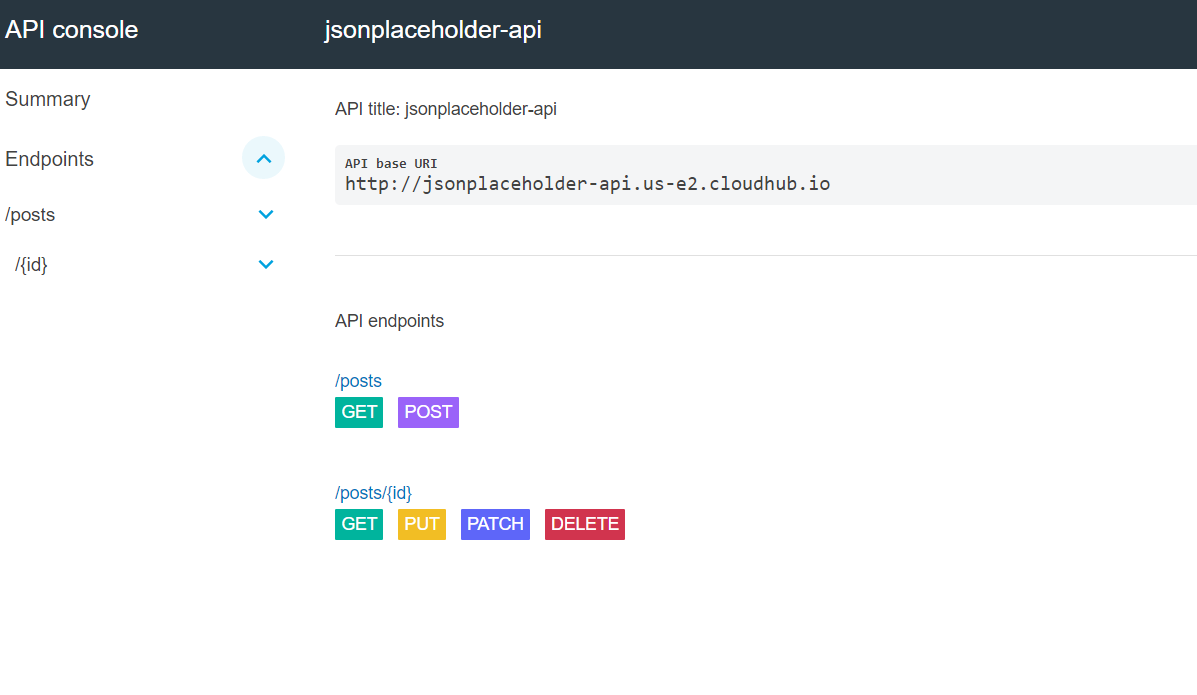 API console
jsonplaceholder-api
Summary
Endpoints
/posts
/{id}
API title: jsonplaceholder-api
API base URI
http://jsonplaceholder-api.us-e2.cloudhub.io
API endpoints
/posts
GET POST
/posts/{id}
GET PUT PATCH DELETE